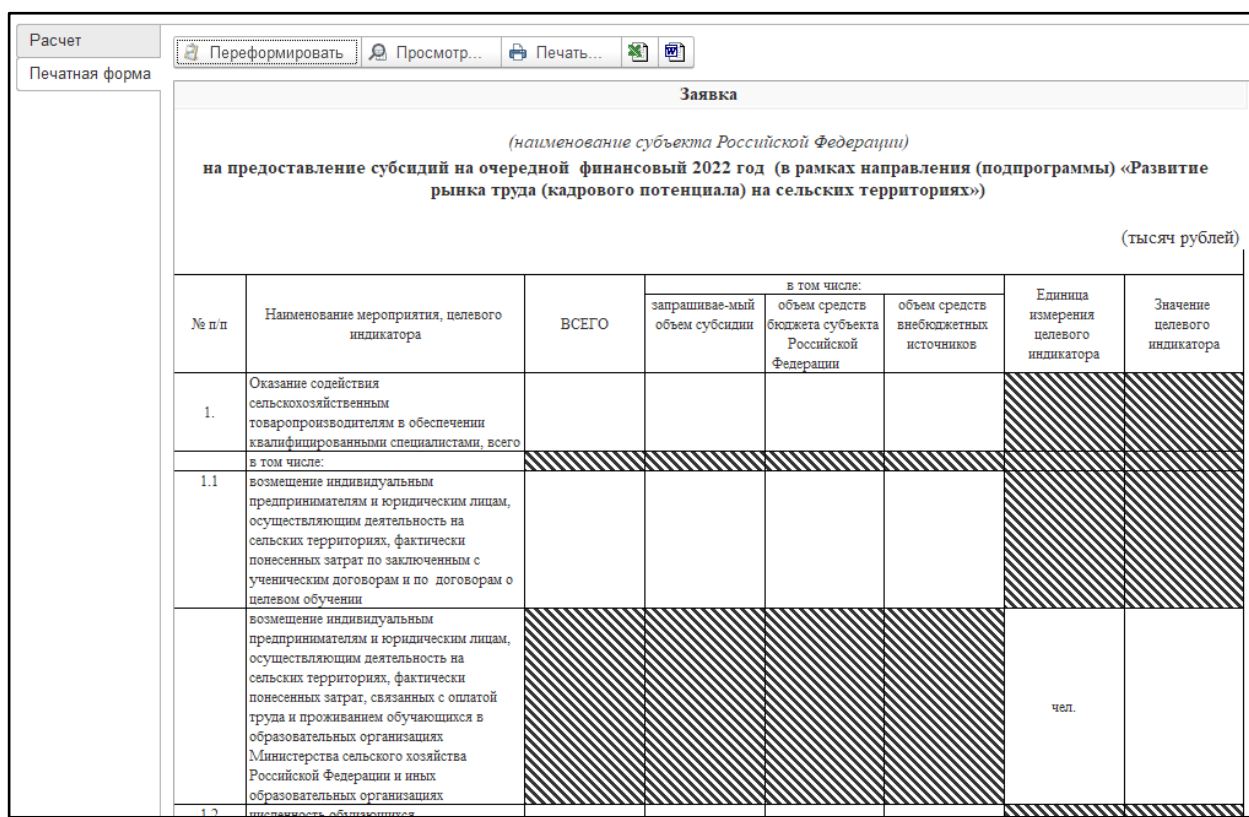 Расчет
Печатная форма
Переформировать Просмотр... Печать...
Заявка
(наименование субъекта Российской Федерации)
на предоставление субсидий на очередной финансовый 2022 год (в рамках направления (подпрограммы) «Развитие
рынка труда (кадрового потенциала) на сельских территориях»)
(тысяч рублей)
№ п/п
Наименование мероприятия, целевого
индикатора
ВСЕГО
в том числе:
запрашивае-мый
объем субсидии
объем средств
бюджета субъекта
Российской
Федерации
объем средств
внебюджетных
источников
Единица
измерения
целевого
индикатора
Значение
целевого
индикатора
1.
Оказание содействия
сельскохозяйственным
товаропроизводителям в обеспечении
квалифицированными специалистами, всего
в том числе:
1.1
возмещение индивидуальным
предпринимателям и юридическим лицам,
осуществляющим деятельность на
сельских территориях, фактически
понесенных затрат по заключенным с
ученическим договорам и по договорам о
целевом обучении
возмещение индивидуальным
предпринимателям и юридическим лицам,
осуществляющим деятельность на
сельских территориях, фактически
понесенных затрат, связанных с оплатой
труда и проживанием обучающихся в
образовательных организациях
Министерства сельского хозяйства
Российской Федерации и иных
образовательных организациях
чел.
1.2
численность обучающихся